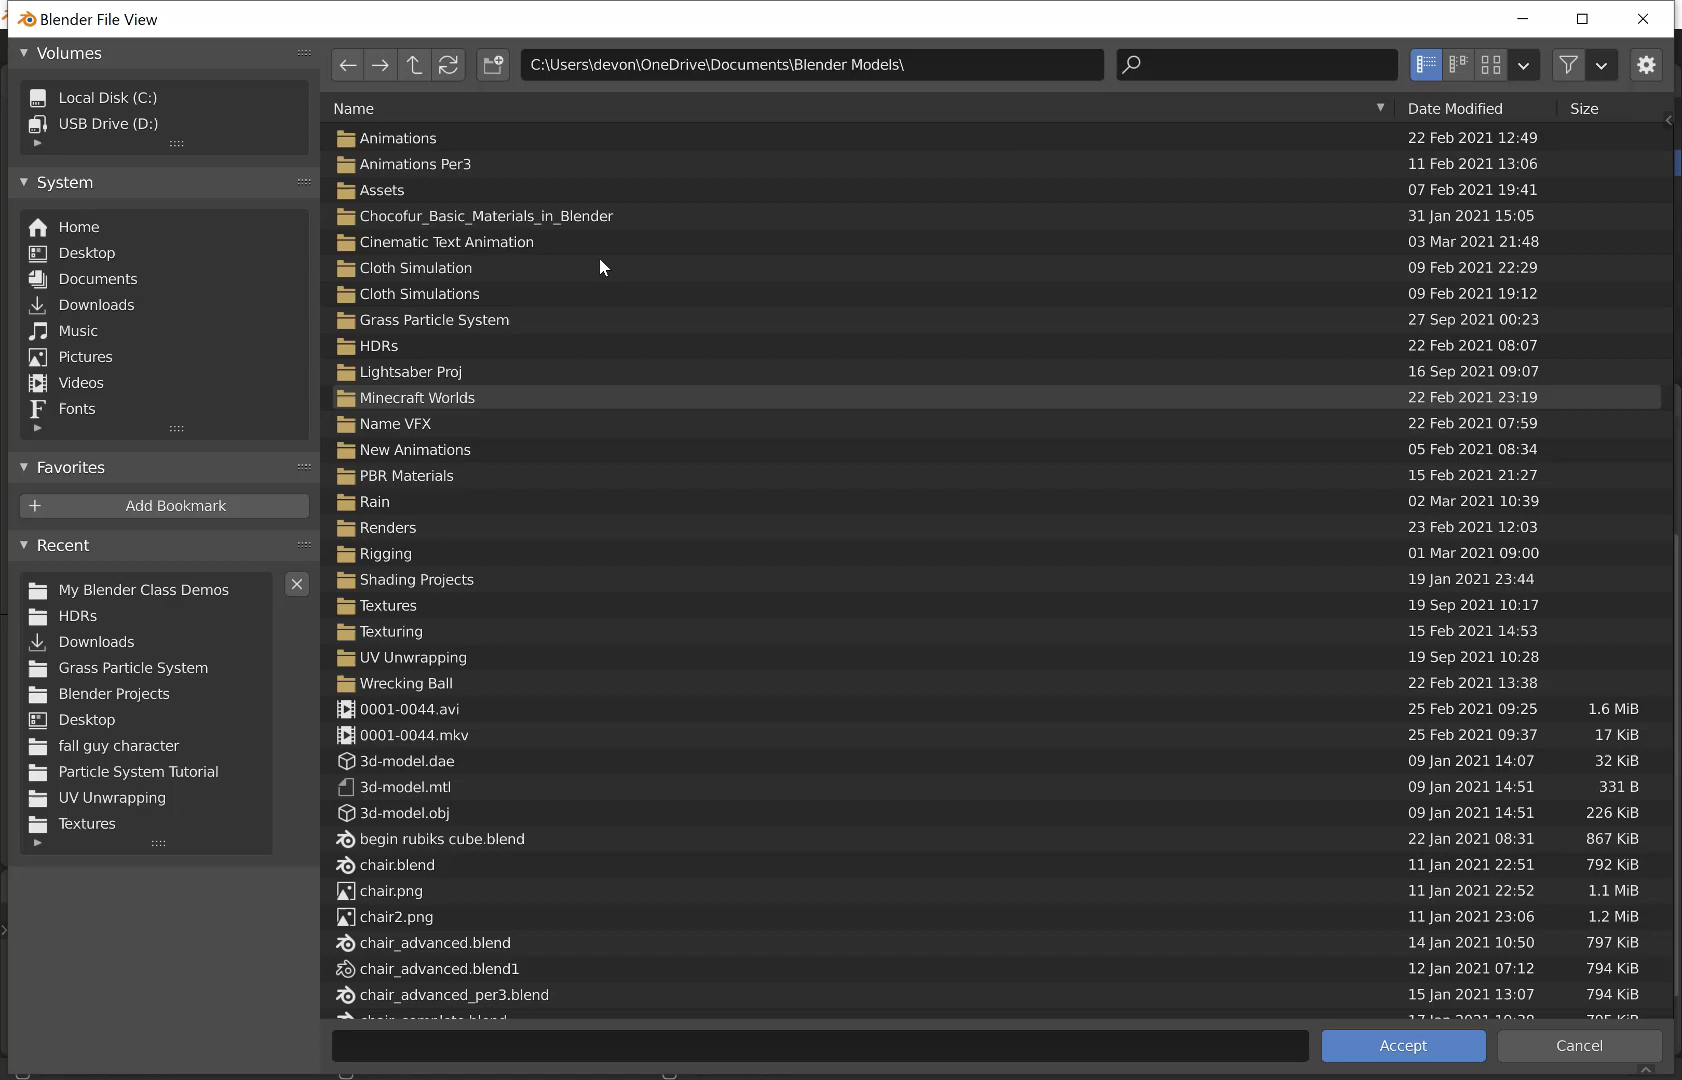 Blender File View
Volumes
Local Disk (C:)
USB Drive (D:)
System
Home
Desktop
Documents
Downloads
Music
Pictures
Videos
Fonts
Favorites
Add Bookmark
Recent
My Blender Class Demos
HDRs
Downloads
Grass Particle System
Blender Projects
Desktop
fall guy character
Particle System Tutorial
UV Unwrapping
Textures
C:\Users\devon\OneDrive\Documents\Blender Models\
Name Date Modified Size
Animations 22 Feb 2021 12:49
Animations Per3 11 Feb 2021 13:06
Assets 07 Feb 2021 19:41
Chocofur_Basic_Materials_in_Blender 31 Jan 2021 15:05
Cinematic Text Animation 03 Mar 2021 21:48
Cloth Simulation 09 Feb 2021 22:29
Cloth Simulations 09 Feb 2021 19:12
Grass Particle System 27 Sep 2021 00:23
HDRs 22 Feb 2021 08:07
Lightsaber Proj 16 Sep 2021 09:07
Minecraft Worlds 22 Feb 2021 23:19
Name VFX 22 Feb 2021 07:59
New Animations 05 Feb 2021 08:34
PBR Materials 15 Feb 2021 21:27
Rain 02 Mar 2021 10:39
Renders 23 Feb 2021 12:03
Rigging 01 Mar 2021 09:00
Shading Projects 19 Jan 2021 23:44
Textures 19 Sep 2021 10:17
Texturing 15 Feb 2021 14:53
UV Unwrapping 19 Sep 2021 10:28
Wrecking Ball 22 Feb 2021 13:38
0001-0044.avi 25 Feb 2021 09:25 1.6 MiB
0001-0044.mkv 25 Feb 2021 09:37 17 KiB
3d-model.dae 09 Jan 2021 14:07 32 KiB
3d-model.mtl 09 Jan 2021 14:51 331 B
3d-model.obj 09 Jan 2021 14:51 226 KiB
begin rubiks cube.blend 22 Jan 2021 08:31 867 KiB
chair.blend 11 Jan 2021 22:51 792 KiB
chair.png 11 Jan 2021 22:52 1.1 MiB
chair2.png 11 Jan 2021 23:06 1.2 MiB
chair_advanced.blend 14 Jan 2021 10:50 797 KiB
chair_advanced.blend1 12 Jan 2021 07:12 794 KiB
chair_advanced_per3.blend 15 Jan 2021 13:07 794 KiB
Accept
Cancel